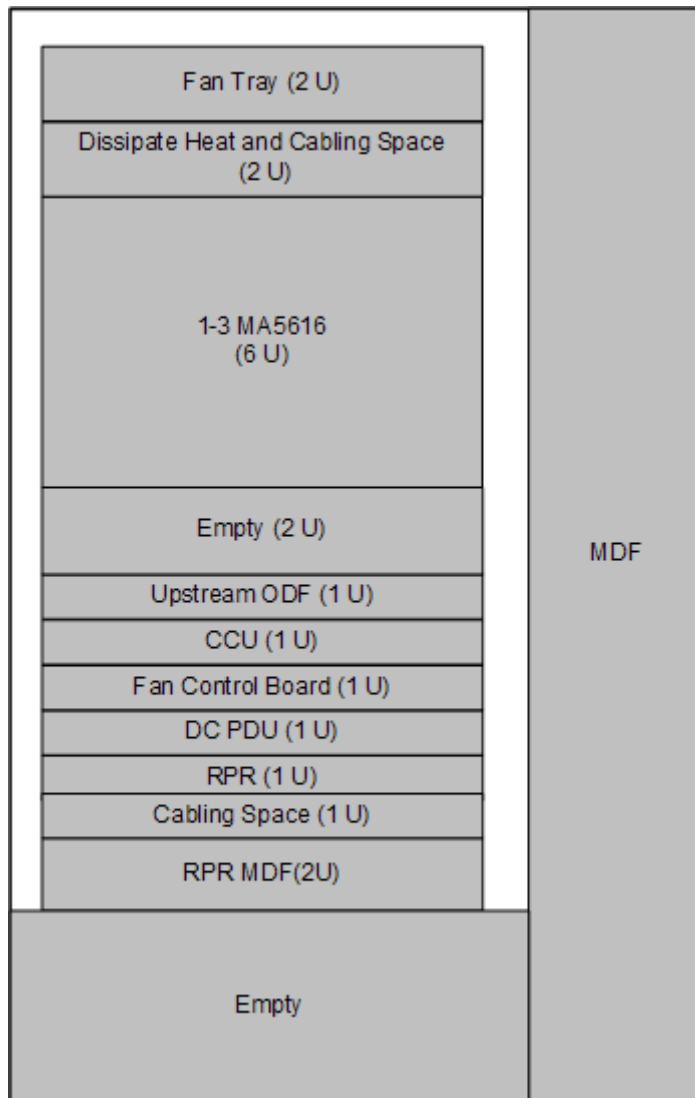 Fan Tray (2 U)
Dissipate Heat and Cabling Space
(2 U)
1-3 MA5616
(6 U)
Empty (2 U)
MDF
Upstream ODF (1 U)
CCU (1 U)
Fan Control Board (1 U)
DC PDU (1 U)
RPR (1 U)
Cabling Space (1 U)
RPR MDF(2U)
Empty